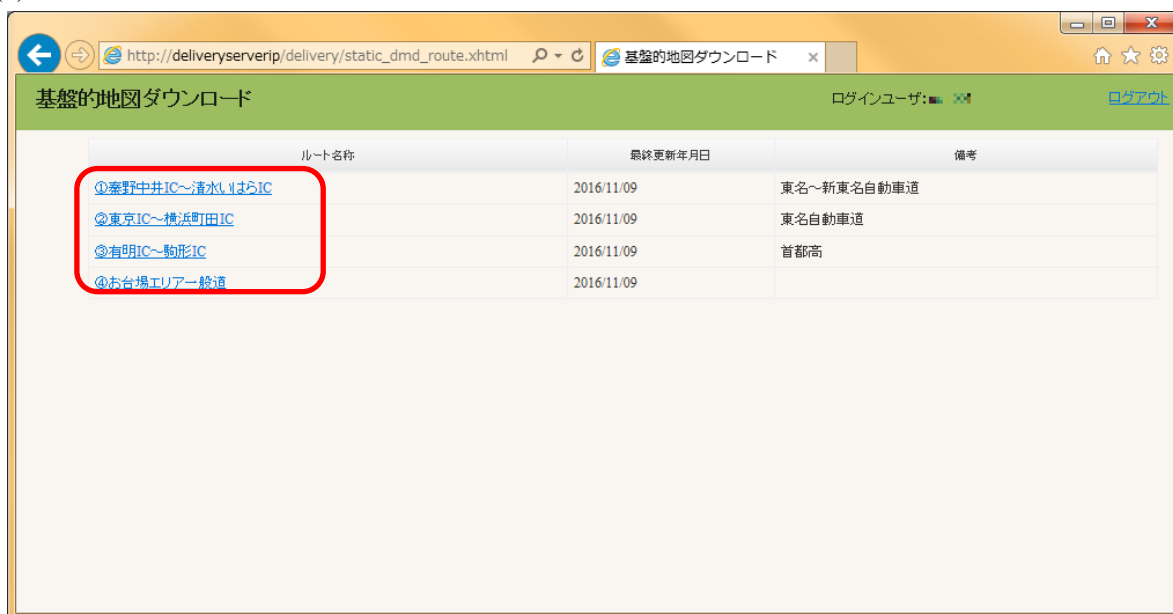 http://deliveryserverip/delivery/static_dmd_route.xhtml 基盤的地図ダウンロード
基盤的地図ダウンロード ログインユーザ: ログアウト
ルート名称 最終更新年月日 備考
①秦野中井IC～清水いはらIC 2016/11/09 東名～新東名自動車道
②東京IC～横浜町田IC 2016/11/09 東名自動車道
③有明IC～駒形IC 2016/11/09 首都高
④お台場エリア一般道 2016/11/09